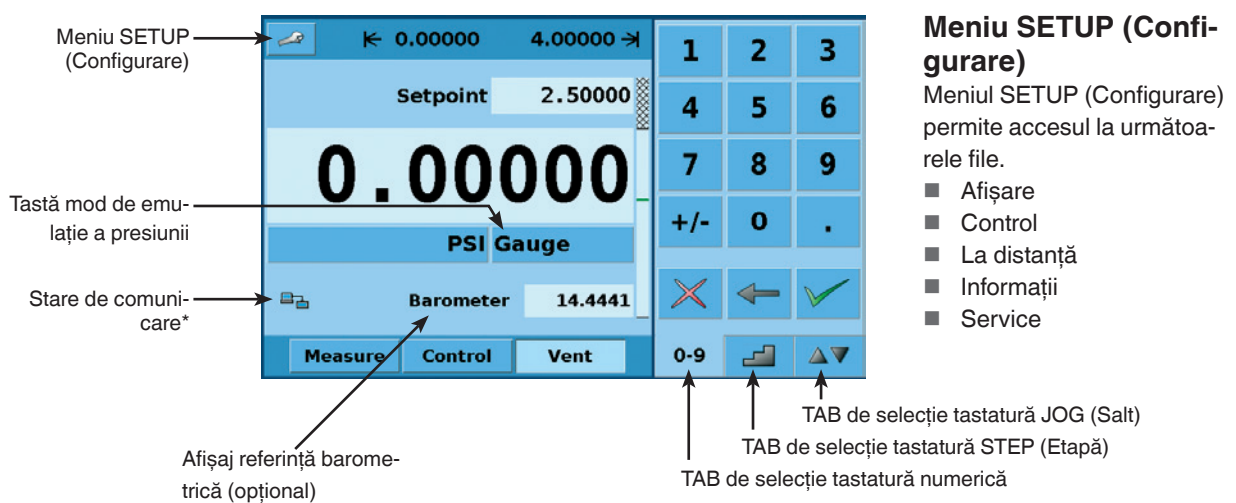 Meniu SETUP
(Configurare)
Tastă mod de emu-
lație a presiunii
Stare de comuni-
care*
0.00000 4.00000
Setpoint 2.50000
0.00000
PSI Gauge
Barometer 14.4441
Measure Control Vent
1 2 3
4 5 6
7 8 9
+/- 0 .
0-9
Afișaj referință barome-
trică (opțional)
TAB de selecție tastatură JOG (Salt)
TAB de selecție tastatură STEP (Etapă)
TAB de selecție tastatură numerică
Meniu SETUP (Confi-
gurare)
Meniul SETUP (Configurare)
permite accesul la următoa-
rele file.
Afișare
Control
La distanță
Informații
Service